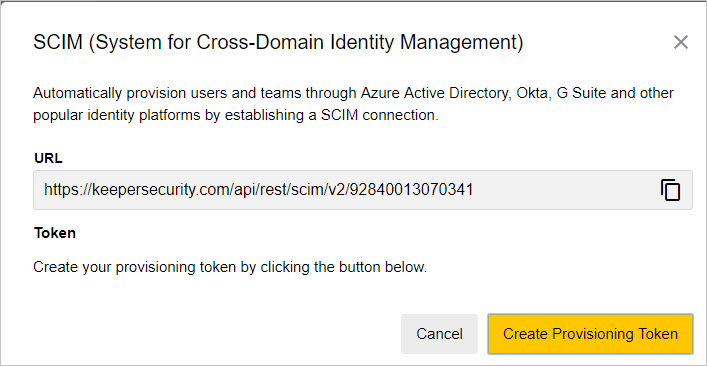 SCIM (System for Cross-Domain Identity Management)
Automatically provision users and teams through Azure Active Directory, Okta, G Suite and other
popular identity platforms by establishing a SCIM connection.
URL
https://keepersecurity.com/api/rest/scim/v2/92840013070341
Token
Create your provisioning token by clicking the button below.
Cancel
Create Provisioning Token